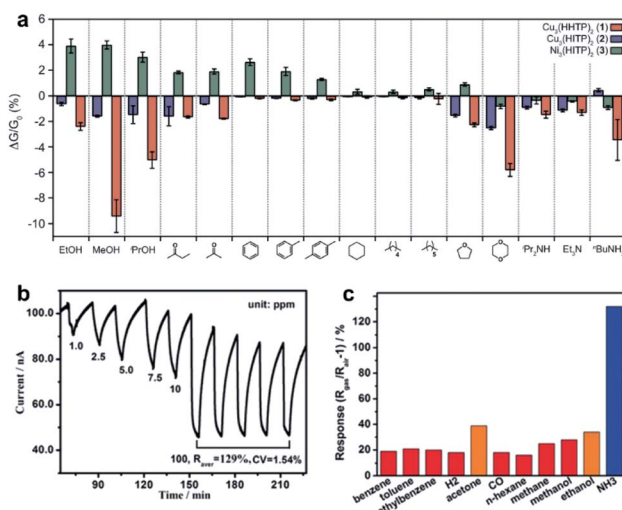 a
Cu₃(HHTP)₂ (1)
Cu₃(HITP)₂ (2)
Ni₃(HITP)₂ (3)
ΔG/G₀ (%)
6
4
2
0
-2
-4
-6
-8
-10
EtOH MeOH ⁱPrOH O O 4 5 O O O ⁱPr₂NH Et₃N ⁿBuNH₂
b
unit: ppm
Current / nA
100.0
80.0
60.0
40.0
1.0
2.5
5.0
7.5
10
100, Raver=129%, CV=1.54%
60 90 120 150 180 210
Time / min
c
Response (Rgas/Rair-1) / %
120
100
80
60
40
20
0
benzene
toluene
ethylbenzene
H2
acetone
CO
n-hexane
methane
methanol
ethanol
NH3